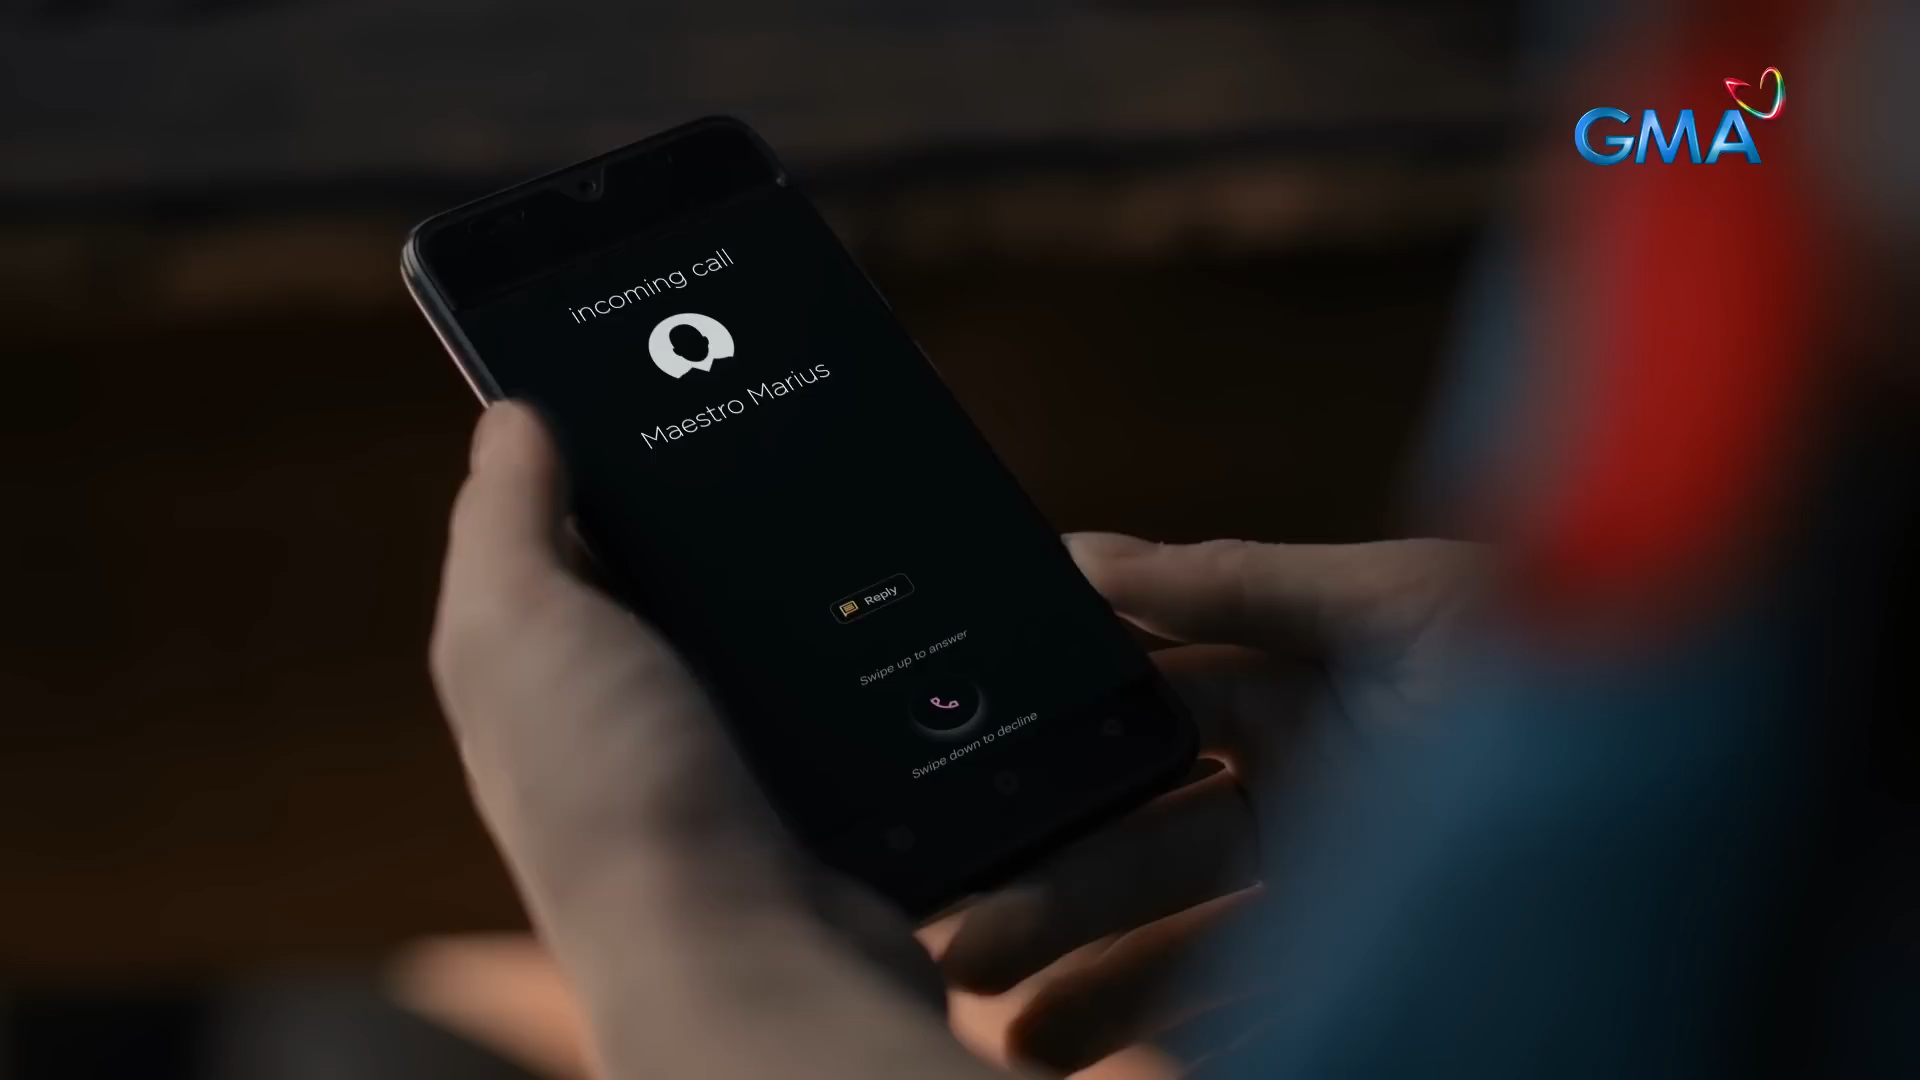 GMA
incoming call
Maestro Marius
Reply
Swipe up to answer
Swipe down to decline